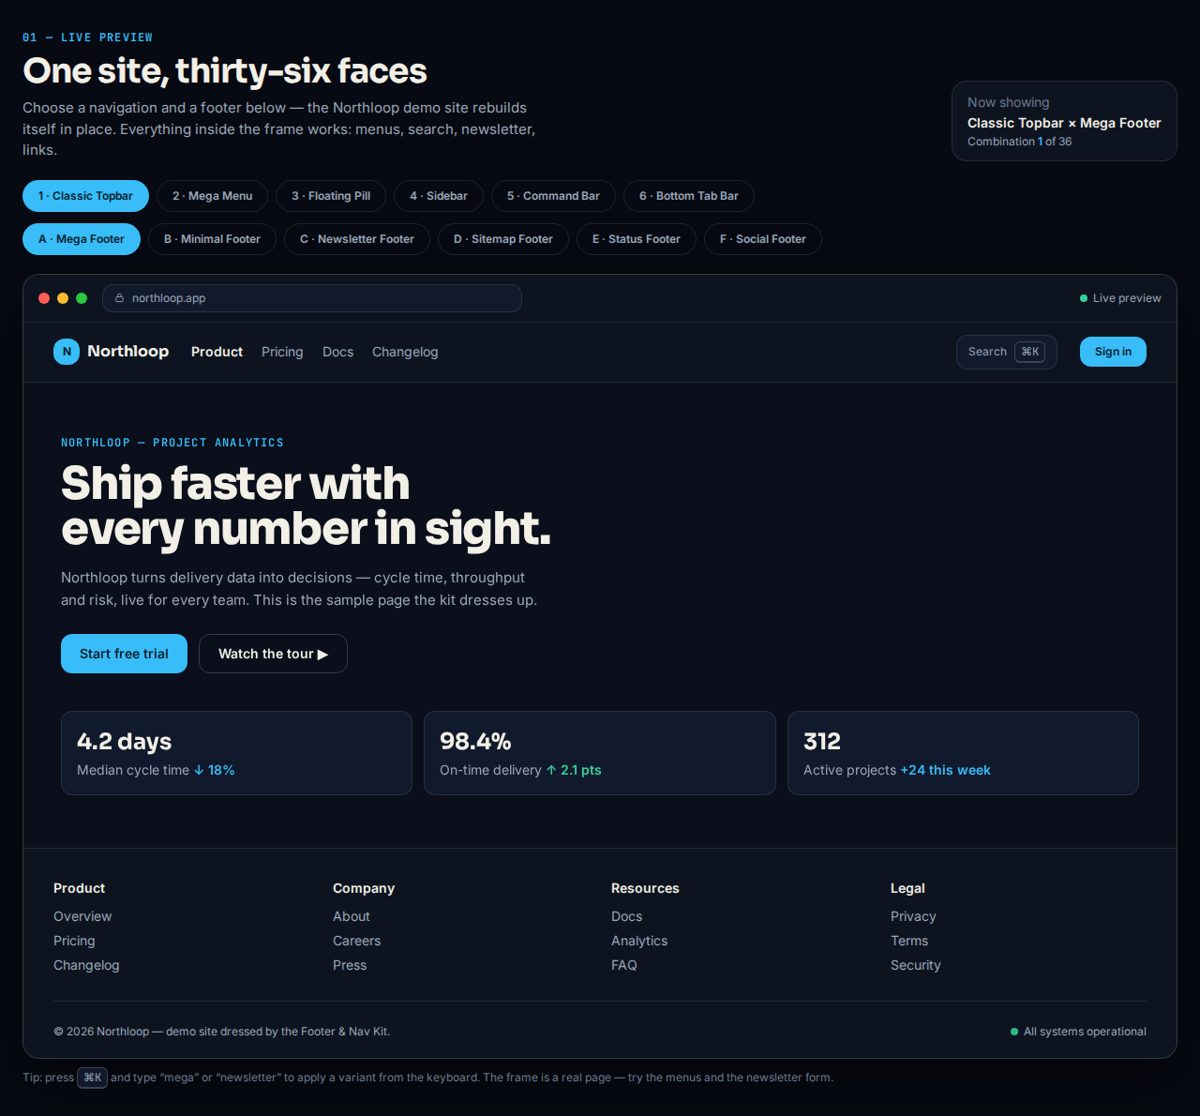 01 — LIVE PREVIEW
One site, thirty-six faces
Choose a navigation and a footer below — the Northloop demo site rebuilds
itself in place. Everything inside the frame works: menus, search, newsletter,
links.
Now showing
Classic Topbar × Mega Footer
Combination 1 of 36
1 · Classic Topbar
2 · Mega Menu
3 · Floating Pill
4 · Sidebar
5 · Command Bar
6 · Bottom Tab Bar
A · Mega Footer
B · Minimal Footer
C · Newsletter Footer
D · Sitemap Footer
E · Status Footer
F · Social Footer
northloop.app
Live preview
N
Northloop
Product
Pricing
Docs
Changelog
Search ⌘K
Sign in
NORTHLOOP — PROJECT ANALYTICS
Ship faster with
every number in sight.
Northloop turns delivery data into decisions — cycle time, throughput
and risk, live for every team. This is the sample page the kit dresses up.
Start free trial
Watch the tour ▶
4.2 days
Median cycle time ↓ 18%
98.4%
On-time delivery ↑ 2.1 pts
312
Active projects +24 this week
Product
Overview
Pricing
Changelog
Company
About
Careers
Press
Resources
Docs
Analytics
FAQ
Legal
Privacy
Terms
Security
© 2026 Northloop — demo site dressed by the Footer & Nav Kit.
All systems operational
Tip: press ⌘K and type “mega” or “newsletter” to apply a variant from the keyboard. The frame is a real page — try the menus and the newsletter form.